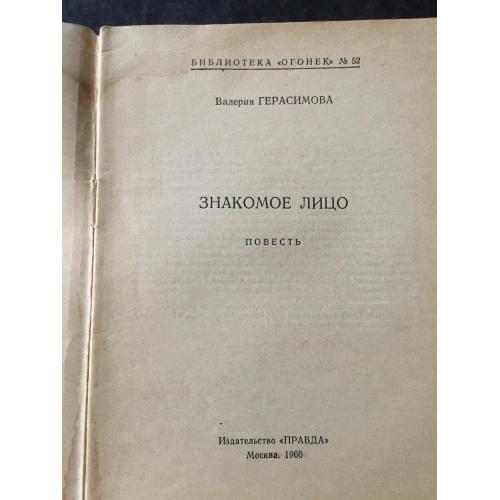 БИБЛИОТЕКА «ОГОНЕК» № 52
Валерия ГЕРАСИМОВА
ЗНАКОМОЕ ЛИЦО
ПОВЕСТЬ
Издательство «ПРАВДА»
Москва. 1960